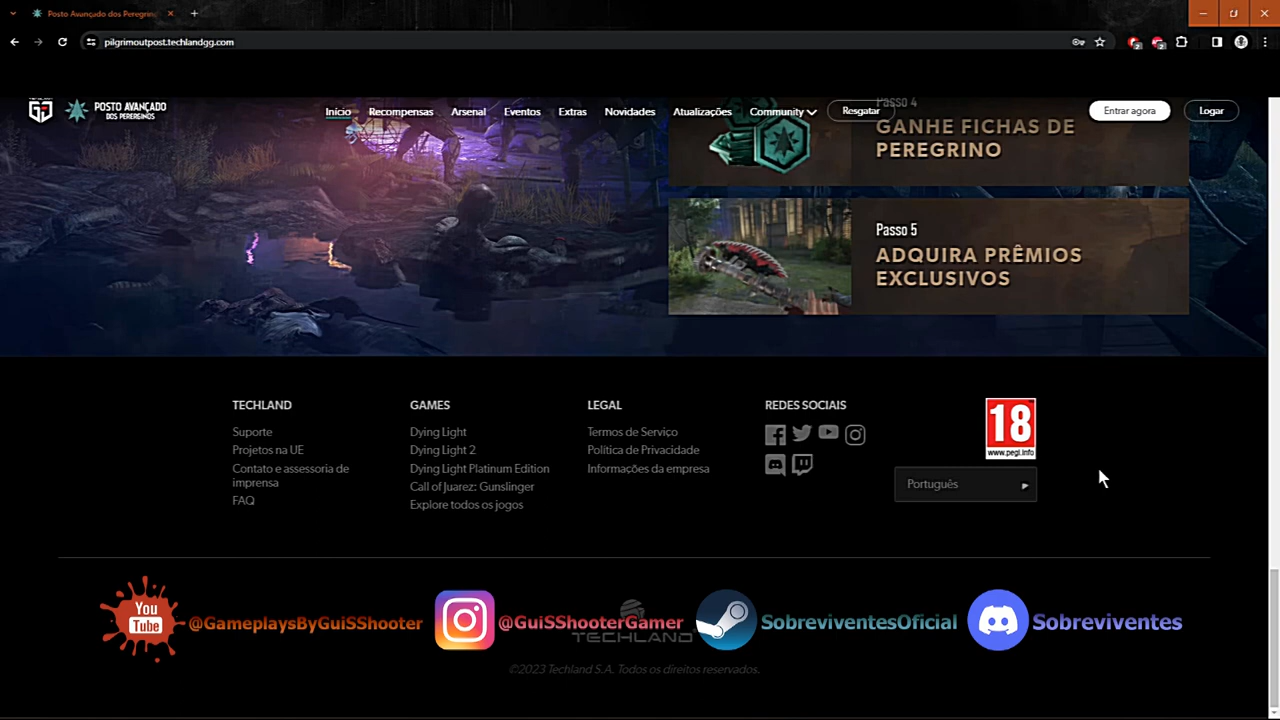 Posto Avançado dos Peregrin
pilgrimoutpost.techlandgg.com
GG POSTO AVANÇADO DOS PEREGRINOS
Início Recompensas Arsenal Eventos Extras Novidades Atualizações Community Resgatar Entrar agora Logar
Passo 4
GANHE FICHAS DE
PEREGRINO
Passo 5
ADQUIRA PRÊMIOS
EXCLUSIVOS
TECHLAND
Suporte
Projetos na UE
Contato e assessoria de
imprensa
FAQ
GAMES
Dying Light
Dying Light 2
Dying Light Platinum Edition
Call of Juarez: Gunslinger
Explore todos os jogos
LEGAL
Termos de Serviço
Política de Privacidade
Informações da empresa
REDES SOCIAIS
18
www.pegi.info
Português
You
Tube
@GameplaysByGuiSShooter
@GuiSShooterGamer
TECHLAND
SobreviventesOficial
Sobreviventes
©2023 Techland S.A. Todos os direitos reservados.